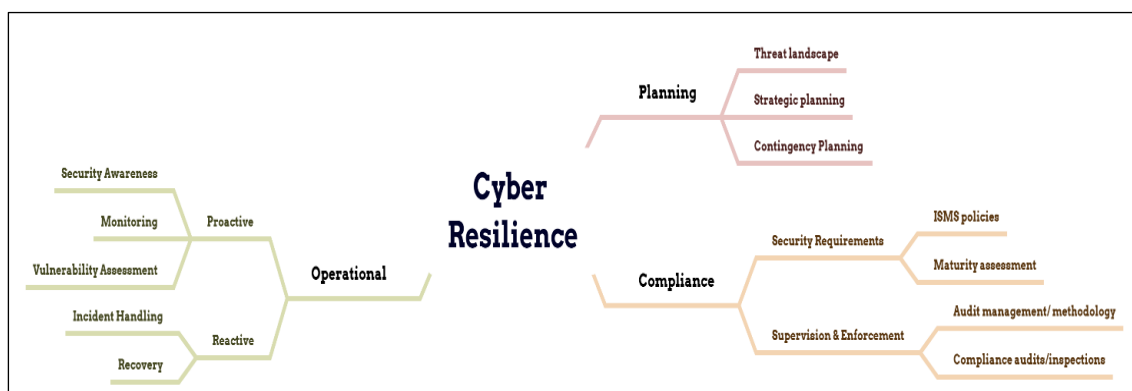 Cyber
Resilience
Planning
Threat landscape
Strategic planning
Contingency Planning
Compliance
Security Requirements
ISMS policies
Maturity assessment
Supervision & Enforcement
Audit management/ methodology
Compliance audits/inspections
Operational
Proactive
Security Awareness
Monitoring
Vulnerability Assessment
Reactive
Incident Handling
Recovery